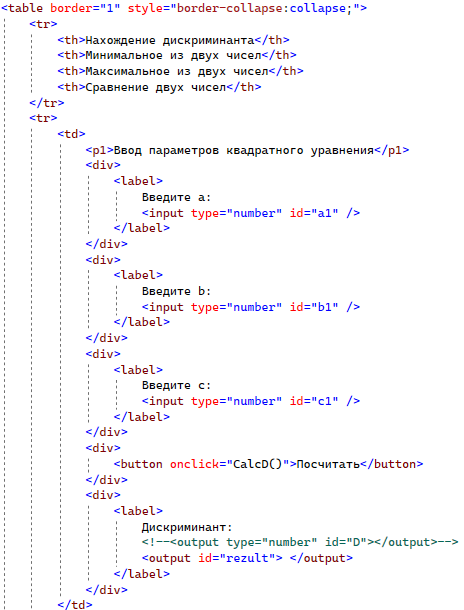 <table border="1" style="border-collapse:collapse;">
<tr>
<th>Нахождение дискриминанта</th>
<th>Минимальное из двух чисел</th>
<th>Максимальное из двух чисел</th>
<th>Сравнение двух чисел</th>
</tr>
<tr>
<td>
<p1>Ввод параметров квадратного уравнения</p1>
<div>
<label>
Введите a:
<input type="number" id="a1" />
</label>
</div>
<div>
<label>
Введите b:
<input type="number" id="b1" />
</label>
</div>
<div>
<label>
Введите c:
<input type="number" id="c1" />
</label>
</div>
<div>
<button onclick="CalcD()">Посчитать</button>
</div>
<div>
<label>
Дискриминант:
<!--<output type="number" id="D"></output>-->
<output id="rezult"> </output>
</label>
</div>
</td>